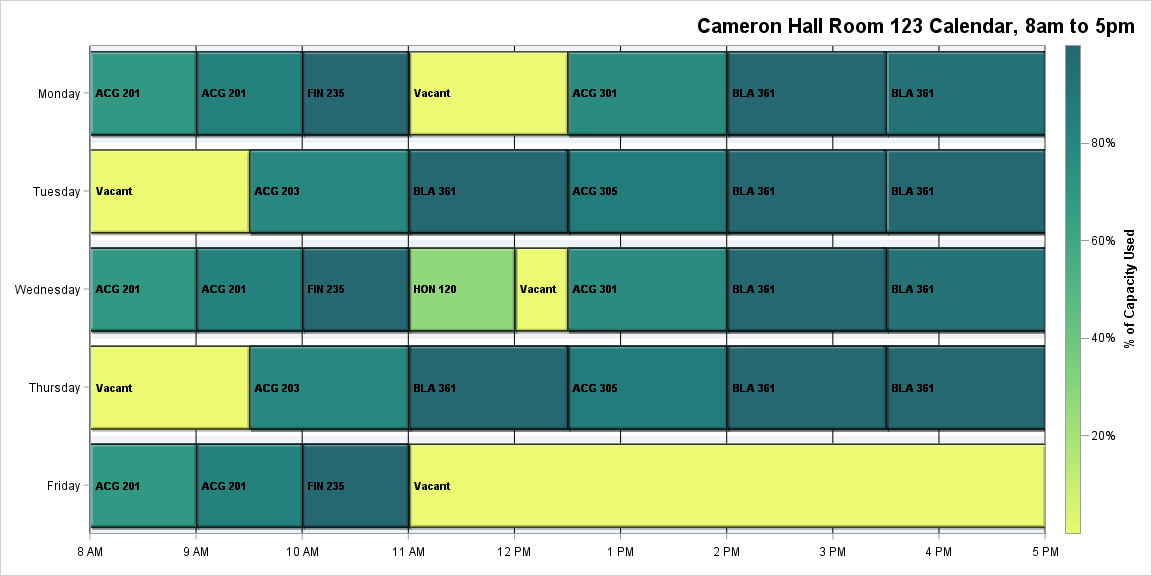 Cameron Hall Room 123 Calendar, 8am to 5pm
Monday
ACG 201
ACG 201
FIN 235
Vacant
ACG 301
BLA 361
BLA 361
Tuesday
Vacant
ACG 203
BLA 361
ACG 305
BLA 361
BLA 361
Wednesday
ACG 201
ACG 201
FIN 235
HON 120
Vacant
ACG 301
BLA 361
BLA 361
Thursday
Vacant
ACG 203
BLA 361
ACG 305
BLA 361
BLA 361
Friday
ACG 201
ACG 201
FIN 235
Vacant
8 AM
9 AM
10 AM
11 AM
12 PM
1 PM
2 PM
3 PM
4 PM
5 PM
80%
60%
40%
20%
% of Capacity Used